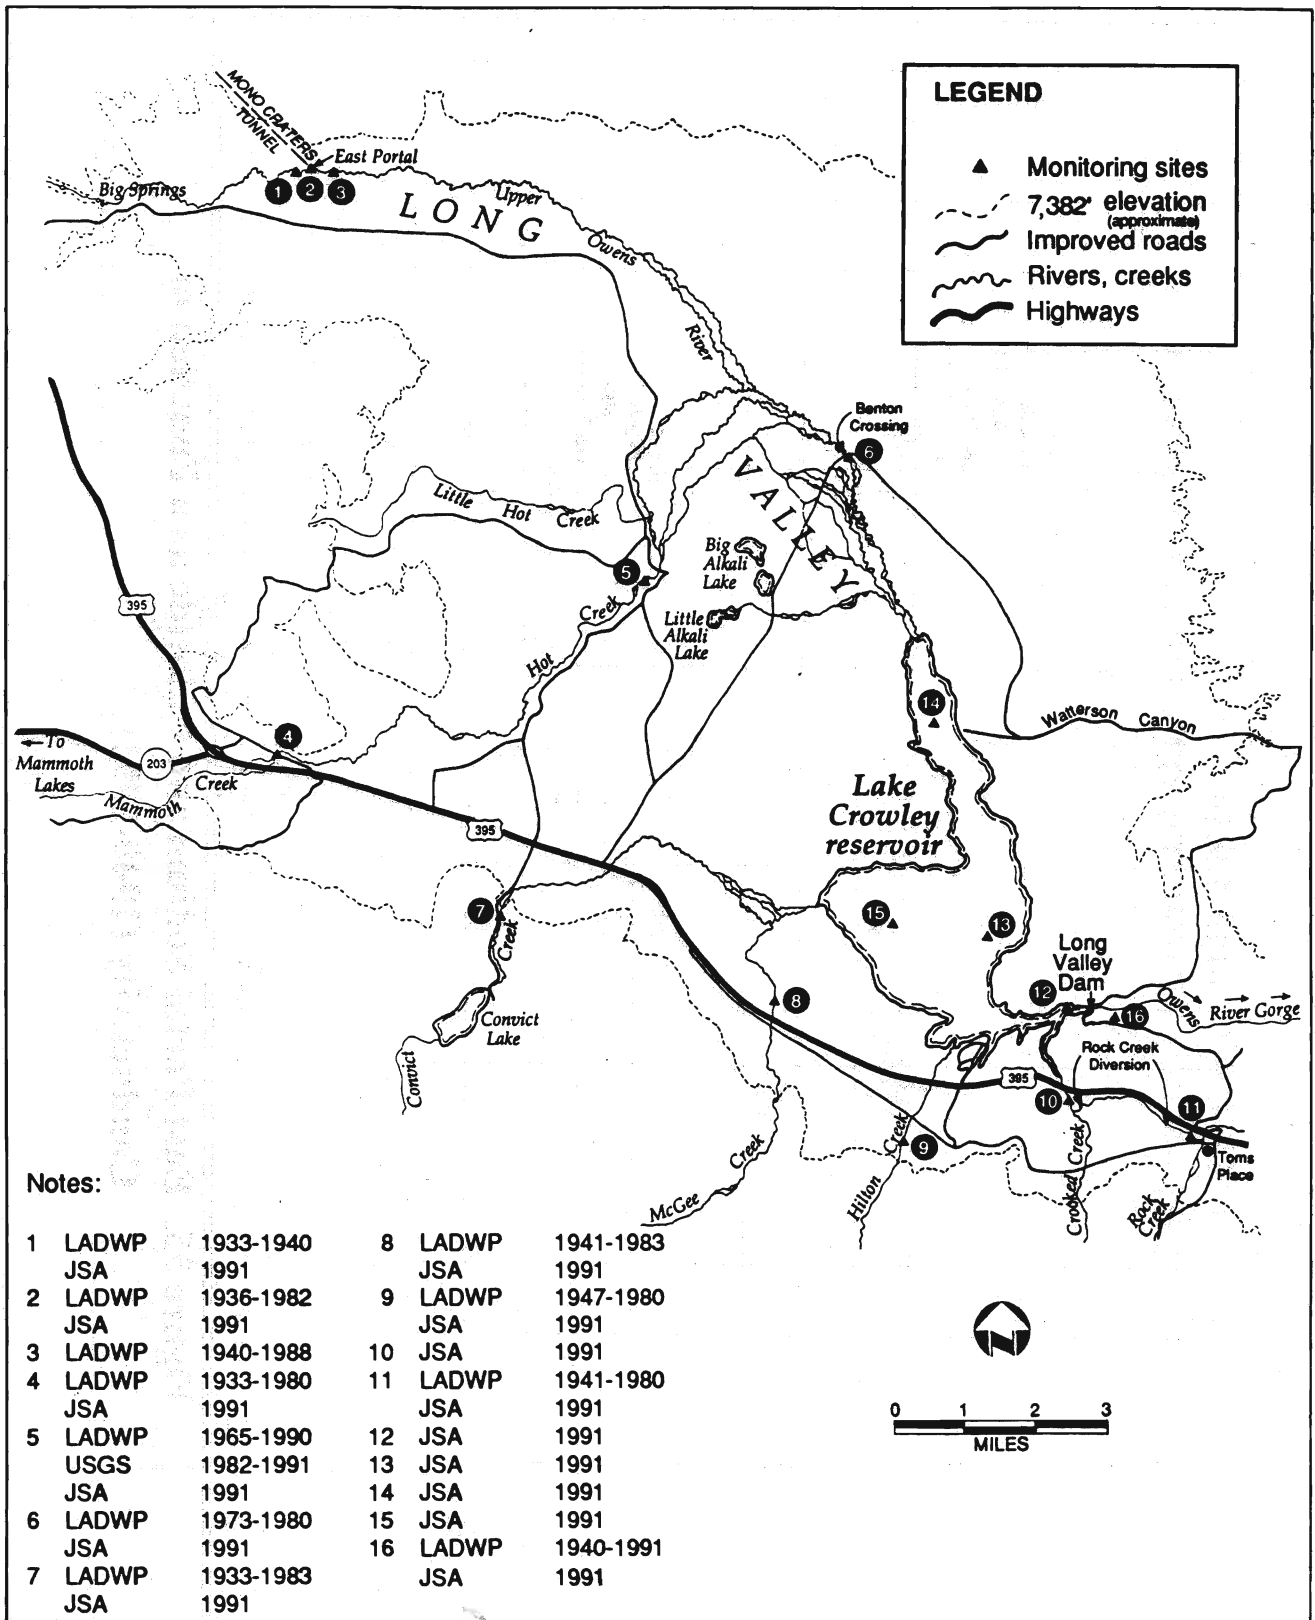 LEGEND
Monitoring sites
7,382' elevation
(approximate)
Improved roads
Rivers, creeks
Highways
MONO CRATERS
TUNNEL
East Portal
Big Springs
1 2 3
LONG
Upper
Owens
River
Benton
Crossing
6
VALLEY
Little Hot Creek
Big
Alkali
Lake
5
Creek
Little
Alkali
Lake
Hot
395
14
Watterson Canyon
4
To
Mammoth
Lakes
203
Creek
Mammoth
Lake
Crowley
reservoir
395
7
Creek
15
13
Long
Valley
Dam
12
8
Owens
River Gorge
16
Convict
Lake
Convict
Rock Creek
Diversion
395
10
11
Creek
9
Creek
Toms
Place
Creek
McGee
Hilton
Crooked
Rock
Creek
Notes:
1 LADWP 1933-1940
JSA 1991
2 LADWP 1936-1982
JSA 1991
3 LADWP 1940-1988
4 LADWP 1933-1980
JSA 1991
5 LADWP 1965-1990
USGS 1982-1991
JSA 1991
6 LADWP 1973-1980
JSA 1991
7 LADWP 1933-1983
JSA 1991
8 LADWP 1941-1983
JSA 1991
9 LADWP 1947-1980
JSA 1991
10 JSA 1991
11 LADWP 1941-1980
JSA 1991
12 JSA 1991
13 JSA 1991
14 JSA 1991
15 JSA 1991
16 LADWP 1940-1991
JSA 1991
N
0 1 2 3
MILES